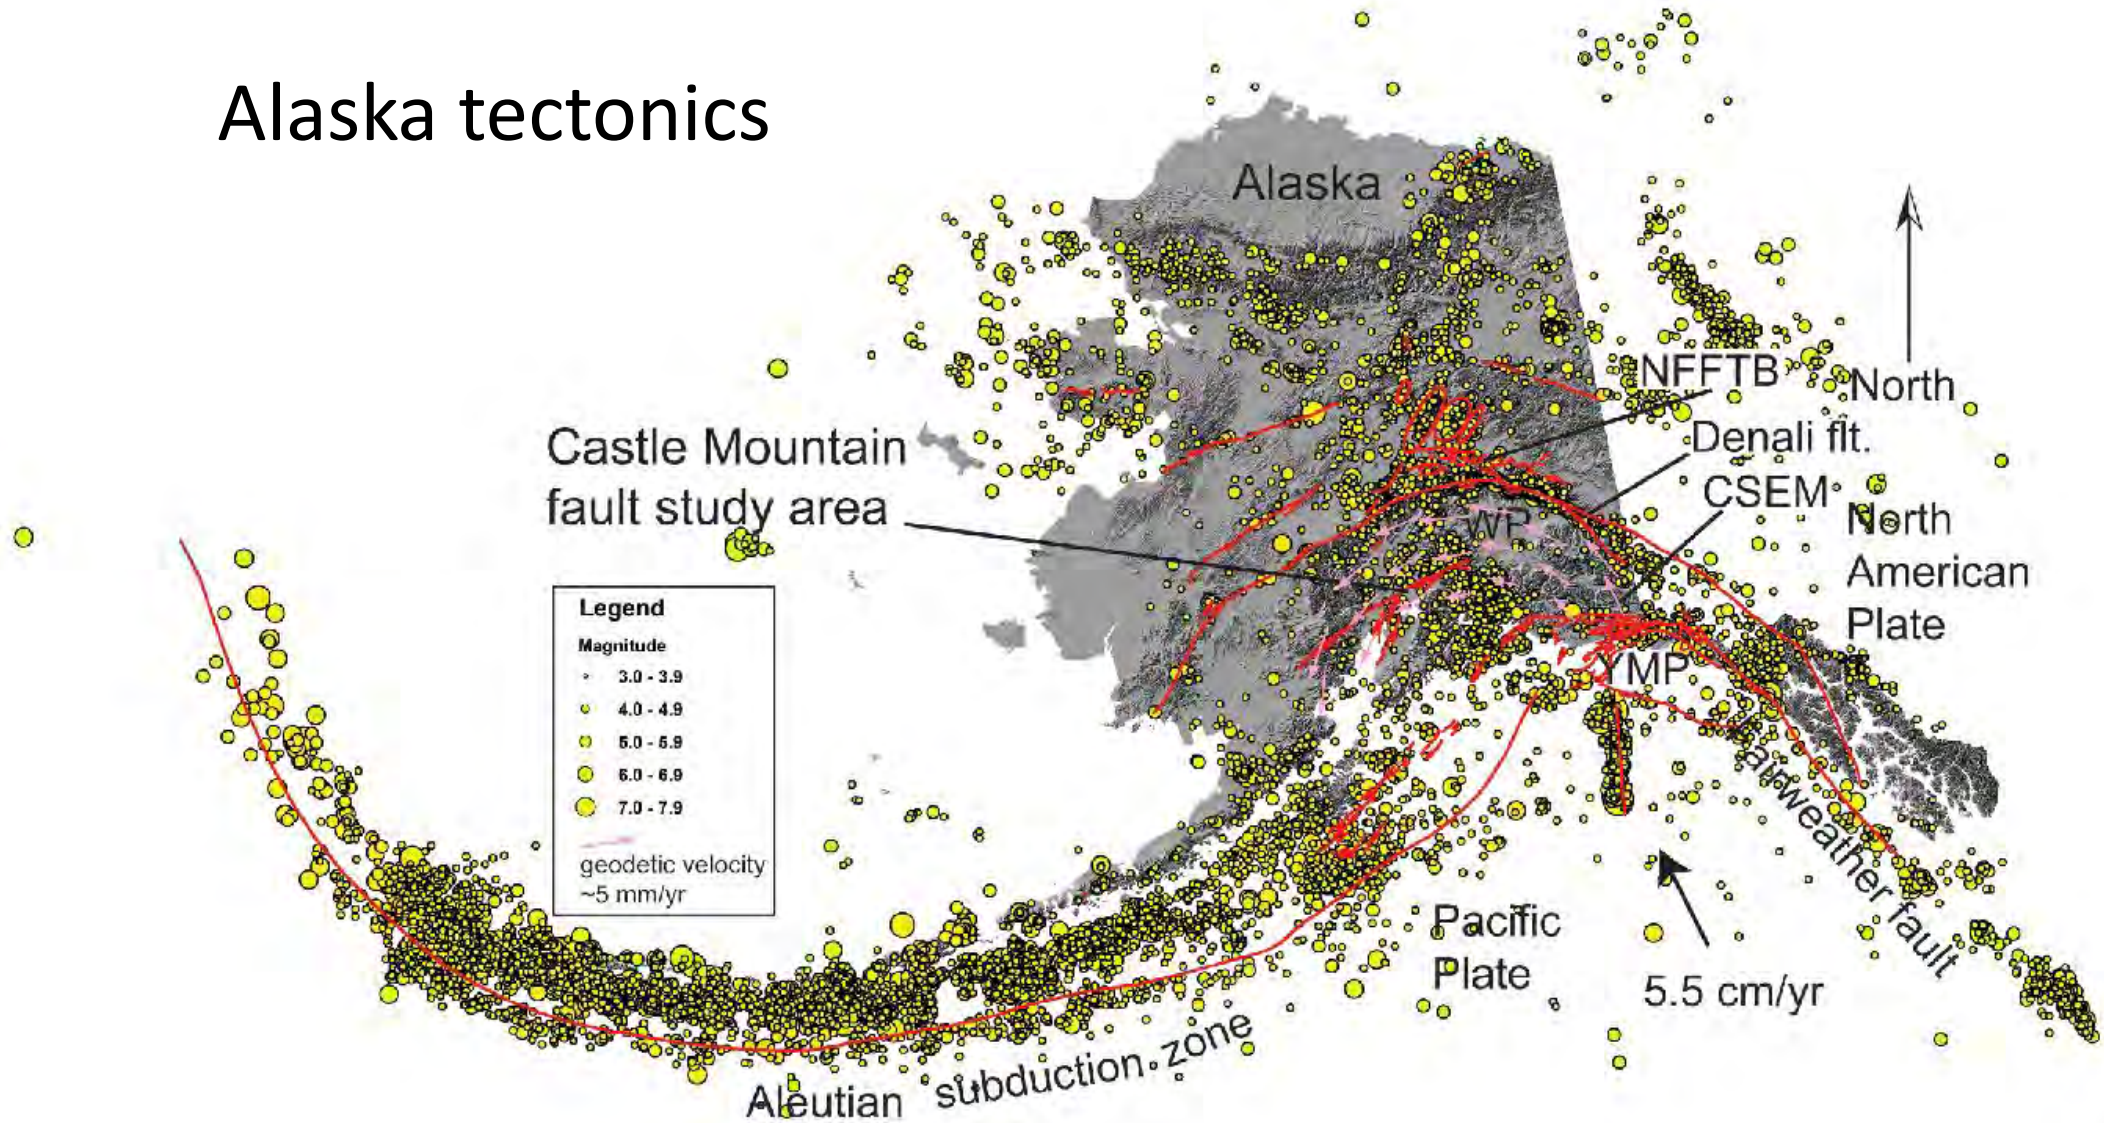 Alaska tectonics
Alaska
NFFTB
North
Castle Mountain
fault study area
Denali flt.
CSEM
WP
North
American
Plate
Legend
Magnitude
3.0 - 3.9
4.0 - 4.9
5.0 - 5.9
6.0 - 6.9
7.0 - 7.9
geodetic velocity
~5 mm/yr
YMP
Fairweather fault
Pacific
Plate
5.5 cm/yr
Aleutian subduction zone